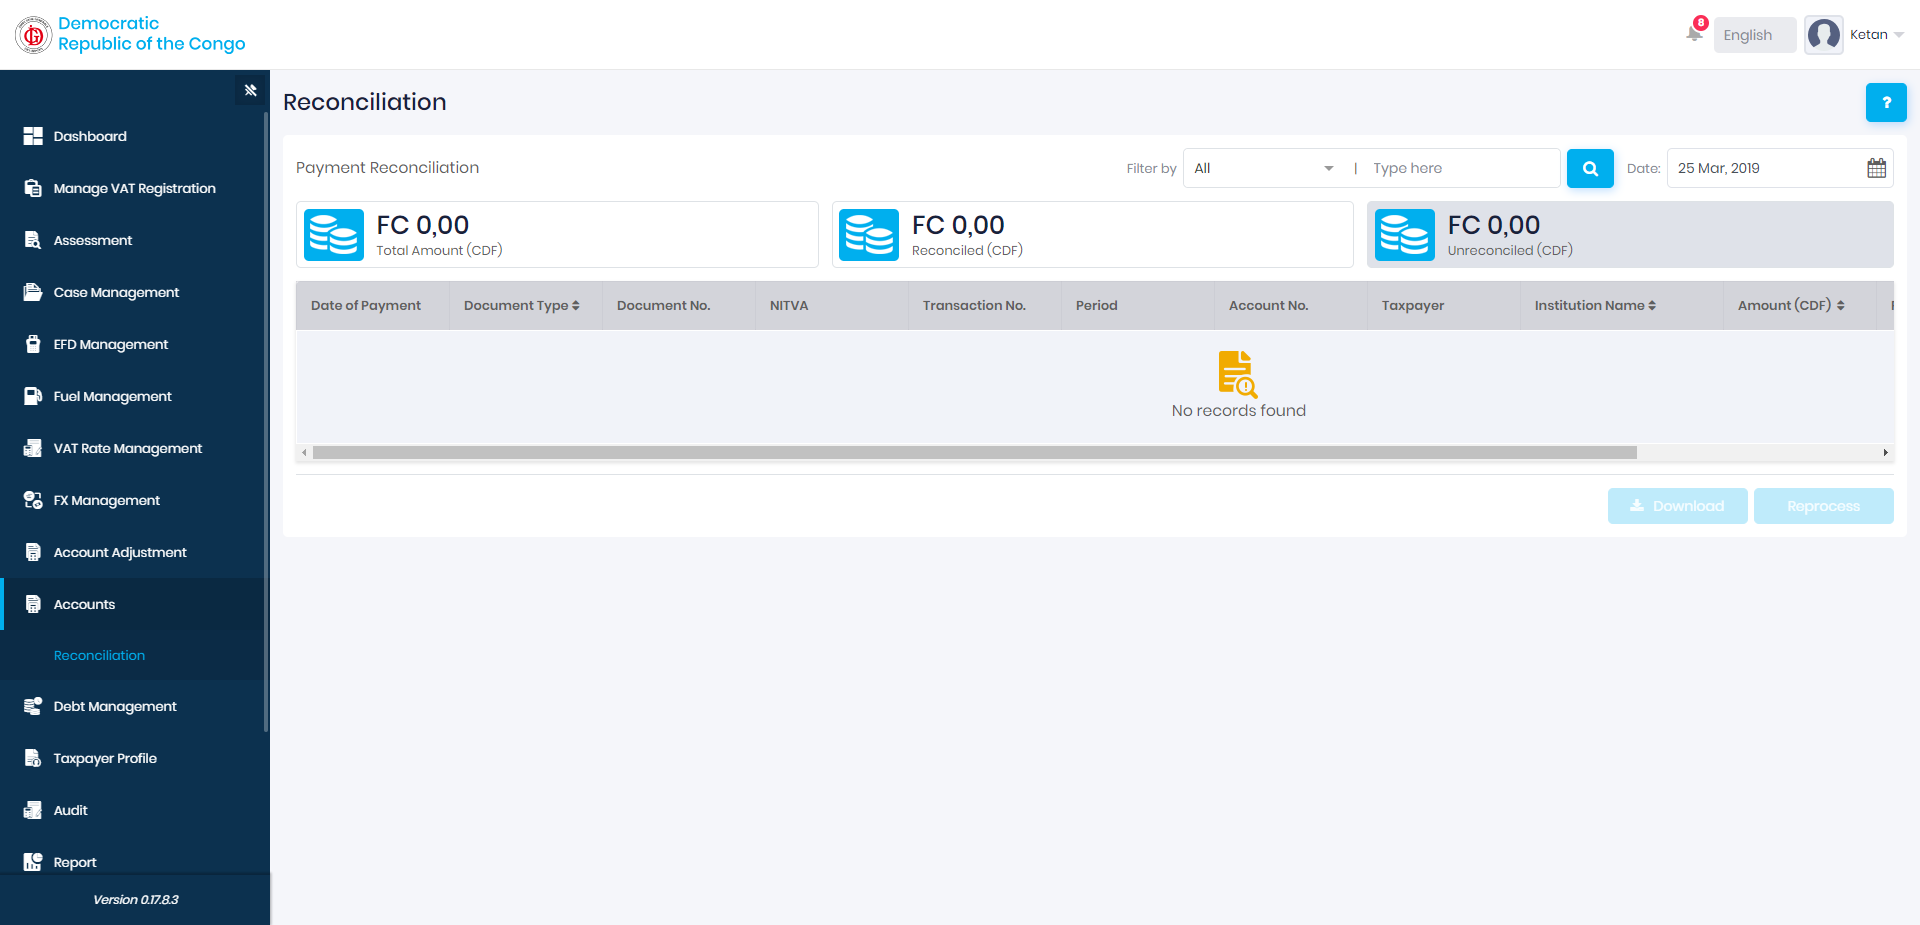 Democratic
Republic of the Congo
8
English
Ketan
Reconciliation
?
Dashboard
Manage VAT Registration
Assessment
Case Management
EFD Management
Fuel Management
VAT Rate Management
FX Management
Account Adjustment
Accounts
Reconciliation
Debt Management
Taxpayer Profile
Audit
Report
Version 0.17.8.3
Payment Reconciliation
Filter by All | Type here Date: 25 Mar, 2019
FC 0,00
Total Amount (CDF)
FC 0,00
Reconciled (CDF)
FC 0,00
Unreconciled (CDF)
Date of Payment Document Type Document No. NITVA Transaction No. Period Account No. Taxpayer Institution Name Amount (CDF)
No records found
Download Reprocess